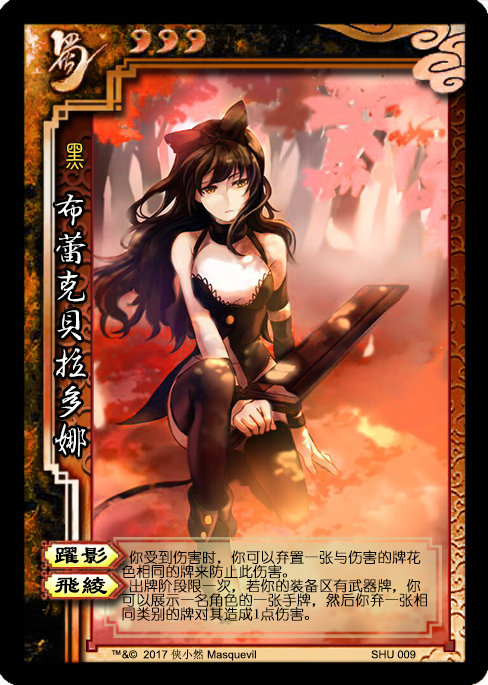 蜀
999
黑
布蕾克貝拉多娜
躍影
你受到伤害时，你可以弃置一张与伤害的牌花
色相同的牌来防止此伤害。
飛綾
出牌阶段限一次，若你的装备区有武器牌，你
可以展示一名角色的一张手牌，然后你弃一张相
同类别的牌对其造成1点伤害。
™&© 2017 俠小然 Masquevil
SHU 009